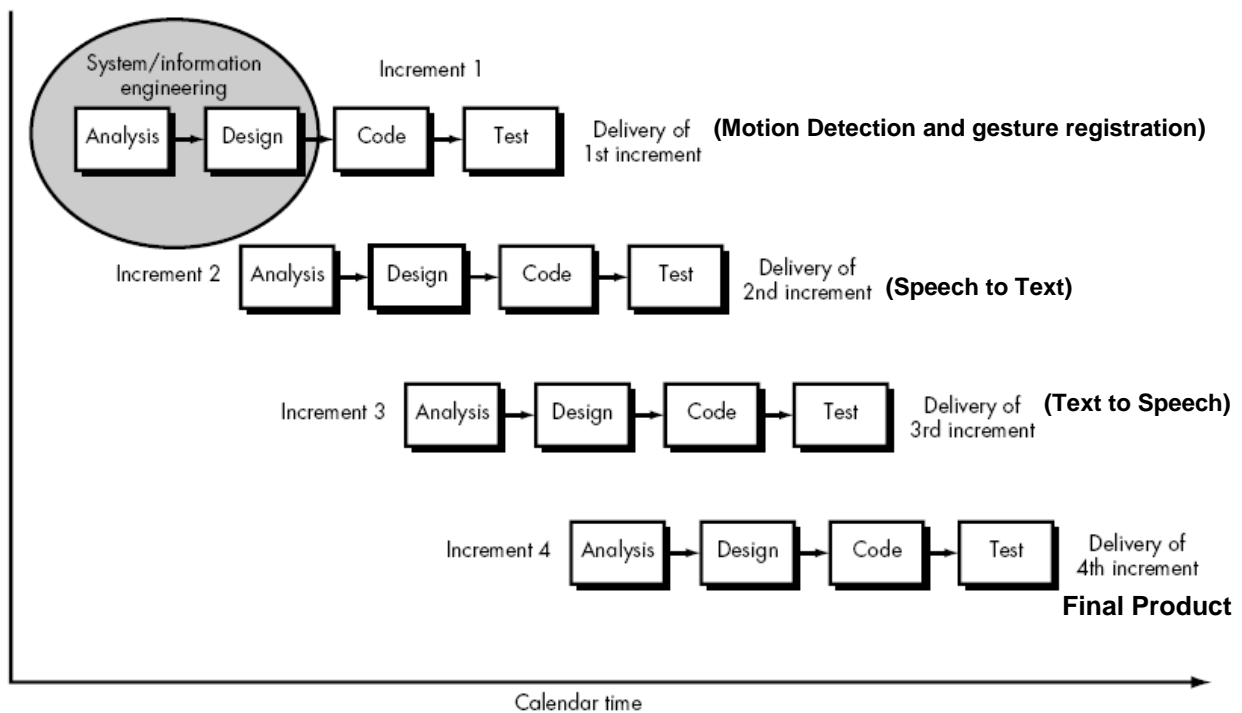 System/information
engineering
Increment 1
Analysis
Design
Code
Test
Delivery of
1st increment
(Motion Detection and gesture registration)
Increment 2
Analysis
Design
Code
Test
Delivery of
2nd increment
(Speech to Text)
Increment 3
Analysis
Design
Code
Test
Delivery of
3rd increment
(Text to Speech)
Increment 4
Analysis
Design
Code
Test
Delivery of
4th increment
Final Product
Calendar time